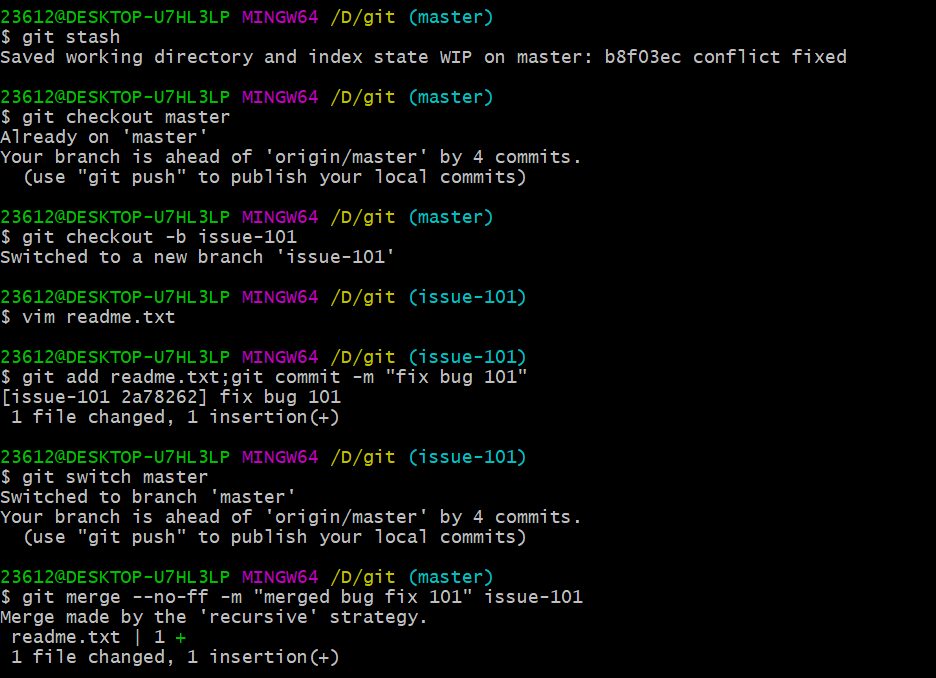 23612@DESKTOP-U7HL3LP MINGW64 /D/git (master)
$ git stash
Saved working directory and index state WIP on master: b8f03ec conflict fixed
23612@DESKTOP-U7HL3LP MINGW64 /D/git (master)
$ git checkout master
Already on 'master'
Your branch is ahead of 'origin/master' by 4 commits.
  (use "git push" to publish your local commits)
23612@DESKTOP-U7HL3LP MINGW64 /D/git (master)
$ git checkout -b issue-101
Switched to a new branch 'issue-101'
23612@DESKTOP-U7HL3LP MINGW64 /D/git (issue-101)
$ vim readme.txt
23612@DESKTOP-U7HL3LP MINGW64 /D/git (issue-101)
$ git add readme.txt;git commit -m "fix bug 101"
[issue-101 2a78262] fix bug 101
 1 file changed, 1 insertion(+)
23612@DESKTOP-U7HL3LP MINGW64 /D/git (issue-101)
$ git switch master
Switched to branch 'master'
Your branch is ahead of 'origin/master' by 4 commits.
  (use "git push" to publish your local commits)
23612@DESKTOP-U7HL3LP MINGW64 /D/git (master)
$ git merge --no-ff -m "merged bug fix 101" issue-101
Merge made by the 'recursive' strategy.
 readme.txt | 1 +
 1 file changed, 1 insertion(+)